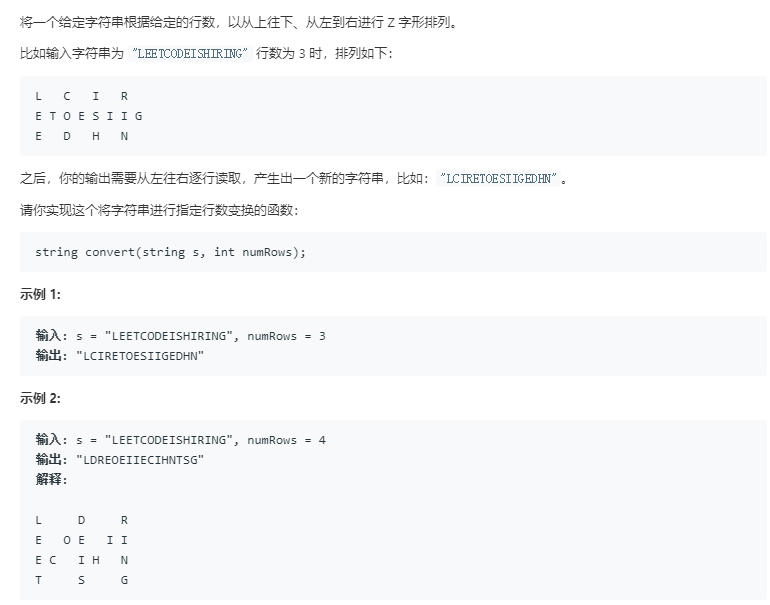 将一个给定字符串根据给定的行数，以从上往下、从左到右进行 Z 字形排列。
比如输入字符串为 "LEETCODEISHIRING" 行数为 3 时，排列如下：
L   C   I   R
E T O E S I I G
E   D   H   N
之后，你的输出需要从左往右逐行读取，产生出一个新的字符串，比如："LCIRETOESIIGEDHN"。
请你实现这个将字符串进行指定行数变换的函数：
string convert(string s, int numRows);
示例 1:
输入: s = "LEETCODEISHIRING", numRows = 3
输出: "LCIRETOESIIGEDHN"
示例 2:
输入: s = "LEETCODEISHIRING", numRows = 4
输出: "LDREOEIIECIHNTSG"
解释:
L     D     R
E   O E   I I
E C   I H   N
T     S     G